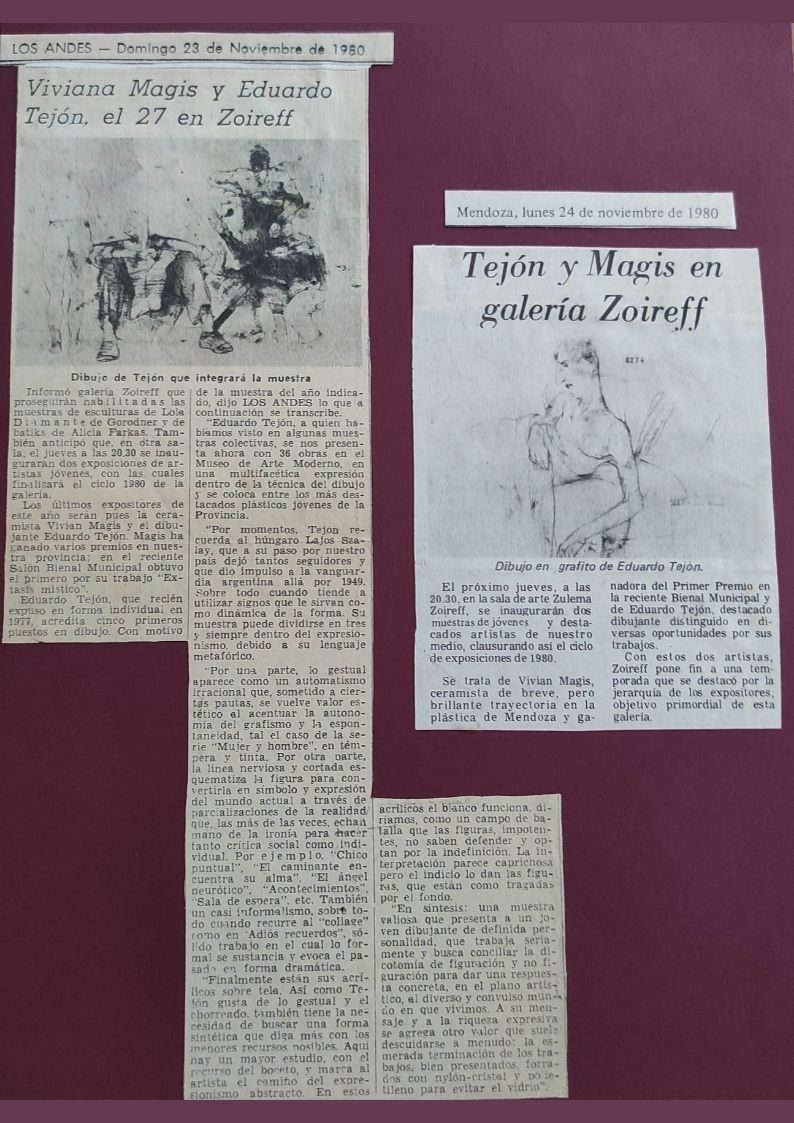 LOS ANDES — Domingo 23 de Noviembre de 1980
Viviana Magis y Eduardo
Tejón, el 27 en Zoireff
Dibujo de Tejón que integrará la muestra
Informó galería Zoireff que
proseguirán habilitadas las
muestras de esculturas de Lola
Diamante de Gorodner y de
batiks de Alicia Farkas. Tam-
bién anticipó que, en otra sa-
la, el jueves a las 20.30 se inau-
gurarán dos exposiciones de ar-
tistas jóvenes, con las cuales
finalizará el ciclo 1980 de la
galería.
Los últimos expositores de
este año serán pues la cera-
mista Vivian Magis y el dibu-
jante Eduardo Tejón. Magis ha
ganado varios premios en nues-
tra provincia; en el reciente
Salón Bienal Municipal obtuvo
el primero por su trabajo "Ex-
tasis místico".
Eduardo Tejón, que recién
expuso en forma individual en
1977, acredita cinco primeros
puestos en dibujo. Con motivo
de la muestra del año indica-
do, dijo LOS ANDES lo que a
continuación se transcribe.
"Eduardo Tejón, a quien ha-
bíamos visto en algunas mues-
tras colectivas, se nos presen-
ta ahora con 36 obras en el
Museo de Arte Moderno, en
una multifacética expresión
dentro de la técnica del dibujo
y se coloca entre los más des-
tacados plásticos jóvenes de la
Provincia.
"Por momentos, Tejón re-
cuerda al húngaro Lajos Sza-
lay, que a su paso por nuestro
país dejó tantos seguidores y
que dio impulso a la vanguar-
dia argentina allá por 1949.
Sobre todo cuando tiende a
utilizar signos que le sirvan co-
mo dinámica de la forma. Su
muestra puede dividirse en tres
y siempre dentro del expresio-
nismo, debido a su lenguaje
metafórico.
"Por una parte, lo gestual
aparece como un automatismo
irracional que, sometido a cier-
tas pautas, se vuelve valor es-
tético al acentuar la autono-
mía del grafismo y la espon-
taneidad, tal el caso de la se-
rie "Mujer y hombre", en tém-
pera y tinta. Por otra parte,
la línea nerviosa y cortada es-
quematiza la figura para con-
vertirla en símbolo y expresión
del mundo actual a través de
parcializaciones de la realidad
que, las más de las veces, echan
mano de la ironía para hacer
tanto crítica social como indi-
vidual. Por ejemplo, "Chico
puntual", "El caminante en-
cuentra su alma", "El ángel
neurótico", "Acontecimientos",
"Sala de espera", etc. También
un casi informalismo, sobre to-
do cuando recurre al "collage"
como en 'Adiós recuerdos", só-
lido trabajo en el cual lo for-
mal se sustancia y evoca el pa-
sado en forma dramática.
"Finalmente están sus acrí-
licos sobre tela. Así como Te-
jón gusta de lo gestual y el
chorreado, también tiene la ne-
cesidad de buscar una forma
sintética que diga más con los
menores recursos posibles. Aquí
hay un mayor estudio, con el
recurso del boceto, y marca al
artista el camino del expre-
sionismo abstracto. En estos
acrílicos el blanco funciona, di-
ríamos, como un campo de ba-
talla que las figuras, impoten-
tes, no saben defender y op-
tan por la indefinición. La in-
terpretación parece caprichosa
pero el indicio lo dan las figu-
ras, que están como tragadas
por el fondo.
"En síntesis: una muestra
valiosa que presenta a un jo-
ven dibujante de definida per-
sonalidad, que trabaja seria-
mente y busca conciliar la di-
cotomía de figuración y no fi-
guración para dar una respues-
ta concreta, en el plano artís-
tico, al diverso y convulso mun-
do en que vivimos. A su men-
saje y a la riqueza expresiva
se agrega otro valor que suele
descuidarse a menudo: la es-
merada terminación de los tra-
bajos, bien presentados, forra-
dos con nylón-cristal y polie-
tileno para evitar el vidrio".
Mendoza, lunes 24 de noviembre de 1980
Tejón y Magis en
galería Zoireff
8274
Dibujo en grafito de Eduardo Tejón.
El próximo jueves, a las
20.30, en la sala de arte Zulema
Zoireff, se inaugurarán dos
muestras de jóvenes y desta-
cados artistas de nuestro
medio, clausurando así el ciclo
de exposiciones de 1980.
Se trata de Vivian Magis,
ceramista de breve, pero
brillante trayectoria en la
plástica de Mendoza y ga-
nadora del Primer Premio en
la reciente Bienal Municipal y
de Eduardo Tejón, destacado
dibujante distinguido en di-
versas oportunidades por sus
trabajos.
Con estos dos artistas,
Zoireff pone fin a una tem-
porada que se destacó por la
jerarquía de los expositores,
objetivo primordial de esta
galería.